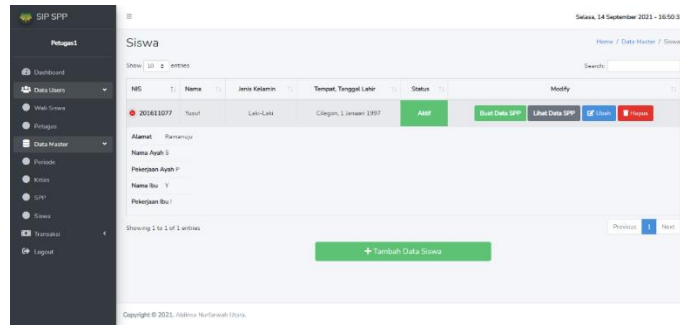 SIP SPP
Selasa, 14 September 2021 - 16:50:3
Petugas1
Siswa
Home / Data Master / Siswa
Show 10 entries
Search:
Dashboard
Data Users
Wali Siswa
Petugas
Data Master
Periode
Kelas
SPP
Siswa
Transaksi
Logout
NIS Nama Jenis Kelamin Tempat, Tanggal Lahir Status Modify
201611077 Yusuf Laki-Laki Cilegon, 1 Januari 1997 Aktif Buat Data SPP Lihat Data SPP Ubah Hapus
Alamat
Nama Ayah S
Pekerjaan Ayah P
Nama Ibu Y
Pekerjaan Ibu I
Showing 1 to 1 of 1 entries
Previous 1 Next
+ Tambah Data Siswa
Copyright © 2021.